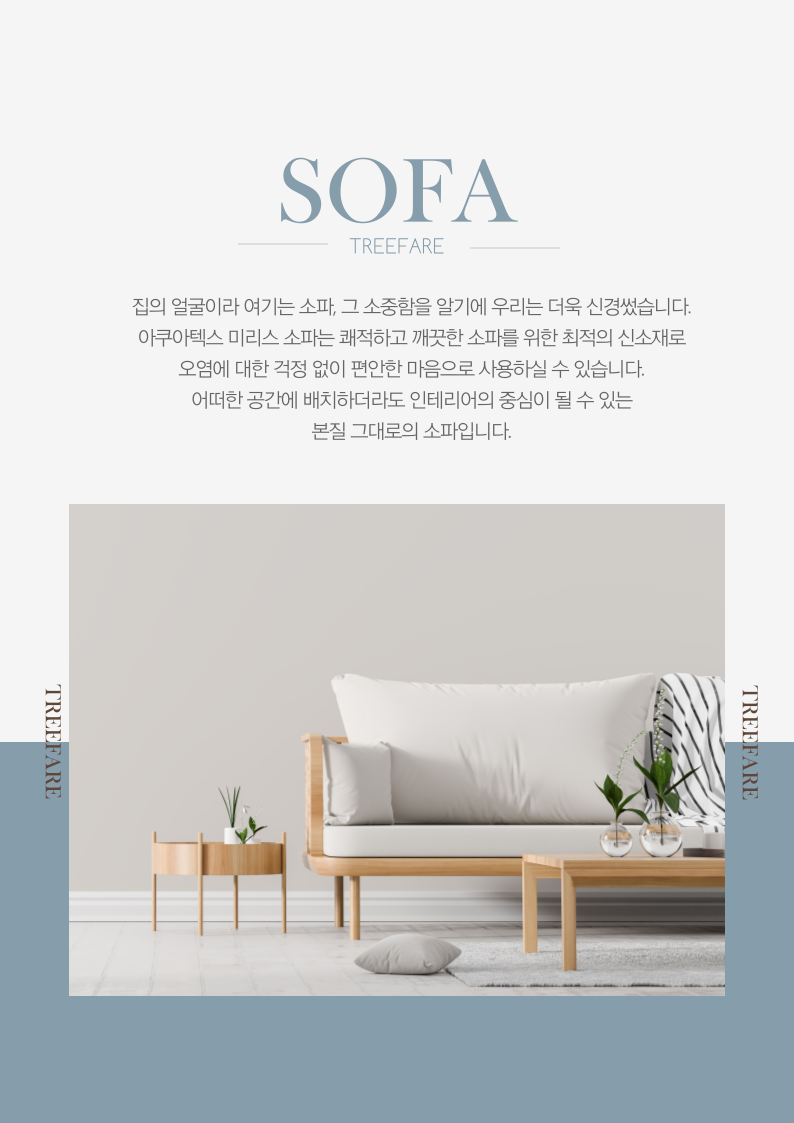 SOFA
TREEFARE
집의 얼굴이라 여기는 소파, 그 소중함을 알기에 우리는 더욱 신경썼습니다.
아쿠아텍스 미리스 소파는 쾌적하고 깨끗한 소파를 위한 최적의 신소재로
오염에 대한 걱정 없이 편안한 마음으로 사용하실 수 있습니다.
어떠한 공간에 배치하더라도 인테리어의 중심이 될 수 있는
본질 그대로의 소파입니다.
TREEFARE
TREEFARE